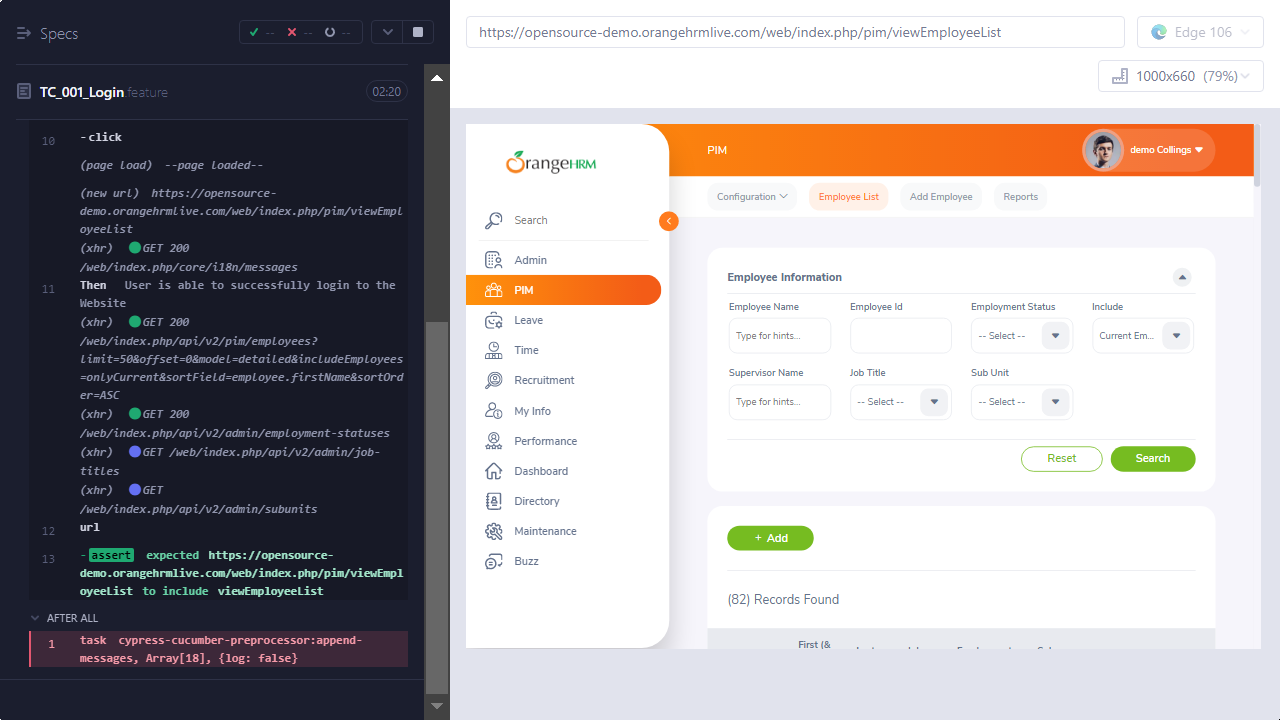 Specs
-- -- --
TC_001_Login.feature
02:20
10 -click
(page load) --page loaded--
(new url) https://opensource-
demo.orangehrmlive.com/web/index.php/pim/viewEmpl
oyeeList
(xhr) GET 200
/web/index.php/core/i18n/messages
11 Then User is able to successfully login to the
Website
(xhr) GET 200
/web/index.php/api/v2/pim/employees?
limit=50&offset=0&model=detailed&includeEmployees
=onlyCurrent&sortField=employee.firstName&sortOrd
er=ASC
(xhr) GET 200
/web/index.php/api/v2/admin/employment-statuses
(xhr) GET /web/index.php/api/v2/admin/job-
titles
(xhr) GET
/web/index.php/api/v2/admin/subunits
12 url
13 -assert expected https://opensource-
demo.orangehrmlive.com/web/index.php/pim/viewEmpl
oyeeList to include viewEmployeeList
AFTER ALL
1 task cypress-cucumber-preprocessor:append-
messages, Array[18], {log: false}
https://opensource-demo.orangehrmlive.com/web/index.php/pim/viewEmployeeList
Edge 106
1000x660 (79%)
OrangeHRM
Search
Admin
PIM
Leave
Time
Recruitment
My Info
Performance
Dashboard
Directory
Maintenance
Buzz
PIM
demo Collings
Configuration Employee List Add Employee Reports
Employee Information
Employee Name Employee Id Employment Status Include
Type for hints... -- Select -- Current Em...
Supervisor Name Job Title Sub Unit
Type for hints... -- Select -- -- Select --
Reset Search
+ Add
(82) Records Found
First (&